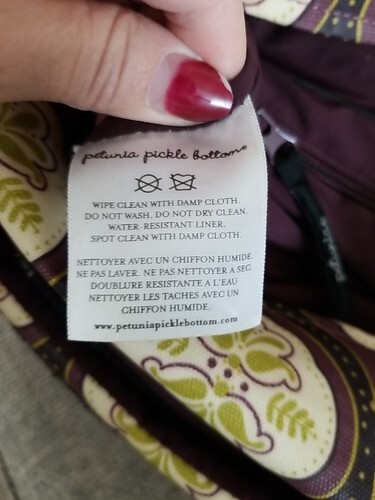 petunia pickle bottom®
WIPE CLEAN WITH DAMP CLOTH.
DO NOT WASH. DO NOT DRY CLEAN.
WATER-RESISTANT LINER,
SPOT CLEAN WITH DAMP CLOTH.
NETTOYER AVEC UN CHIFFON HUMIDE.
NE PAS LAVER. NE PAS NETTOYER A SEC.
DOUBLURE RESISTANTE A L'EAU
NETTOYER LES TACHES AVEC UN
CHIFFON HUMIDE.
www.petuniapicklebottom.com